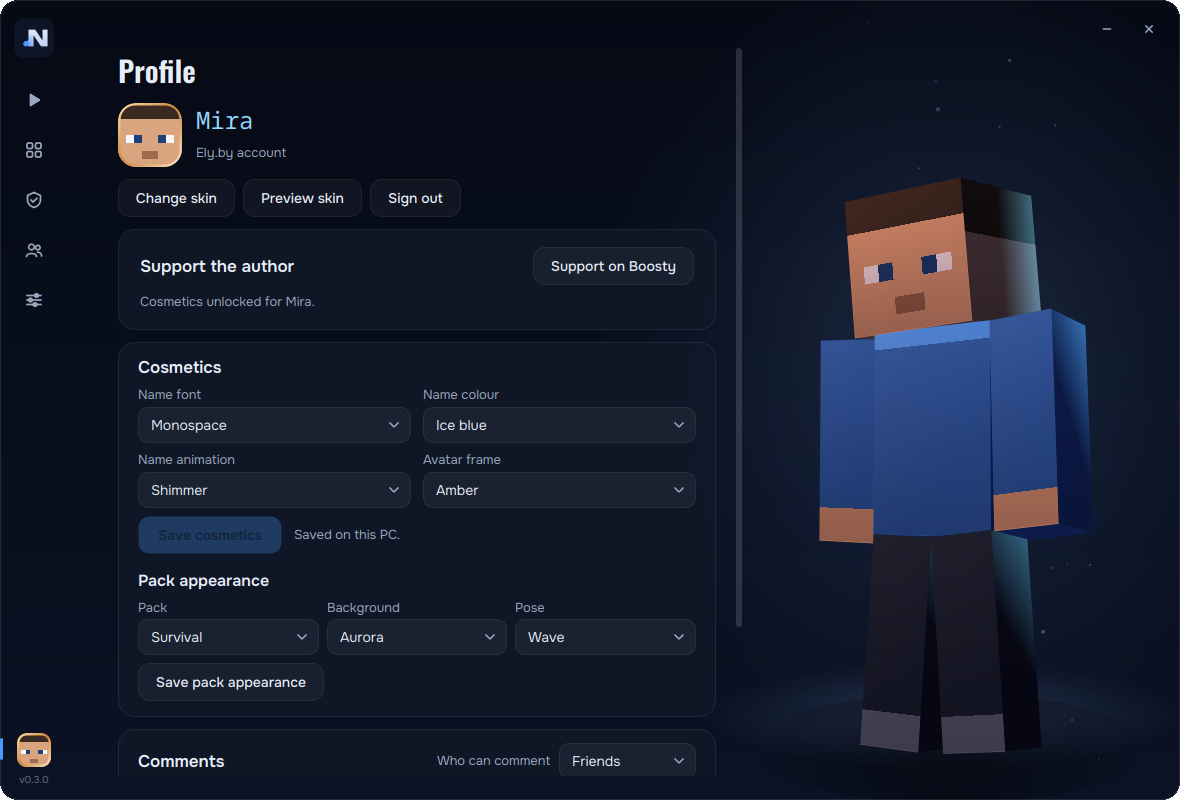 N
Profile
Mira
Ely.by account
Change skin
Preview skin
Sign out
Support the author
Support on Boosty
Cosmetics unlocked for Mira.
Cosmetics
Name font
Name colour
Monospace
Ice blue
Name animation
Avatar frame
Shimmer
Amber
Save cosmetics
Saved on this PC.
Pack appearance
Pack
Background
Pose
Survival
Aurora
Wave
Save pack appearance
Comments
Who can comment
Friends
v0.3.0